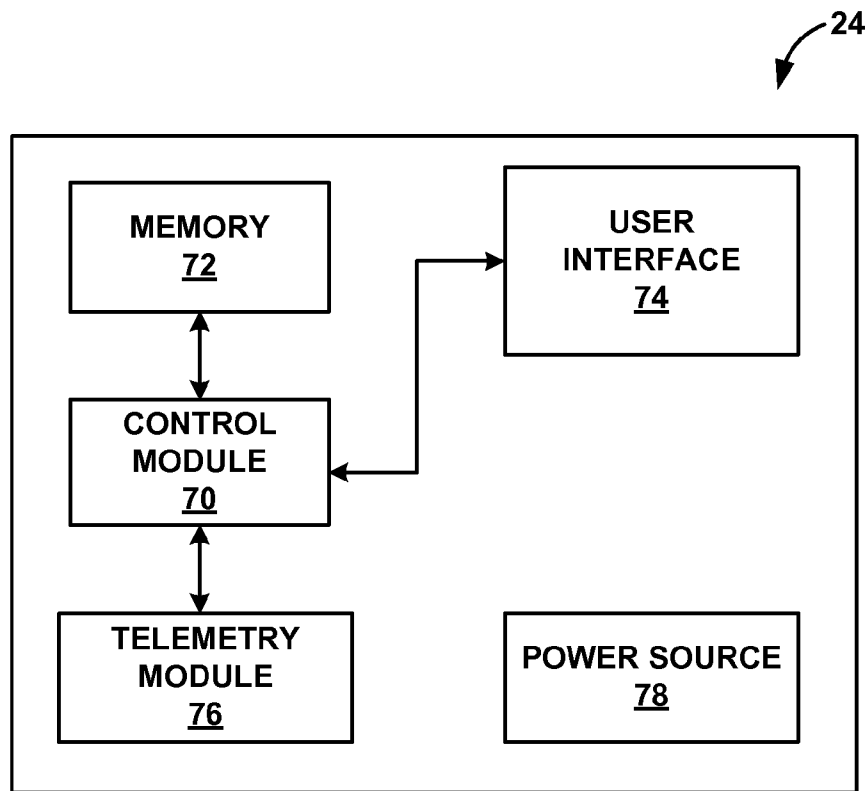 24
MEMORY
72
USER
INTERFACE
74
CONTROL
MODULE
70
TELEMETRY
MODULE
76
POWER SOURCE
78